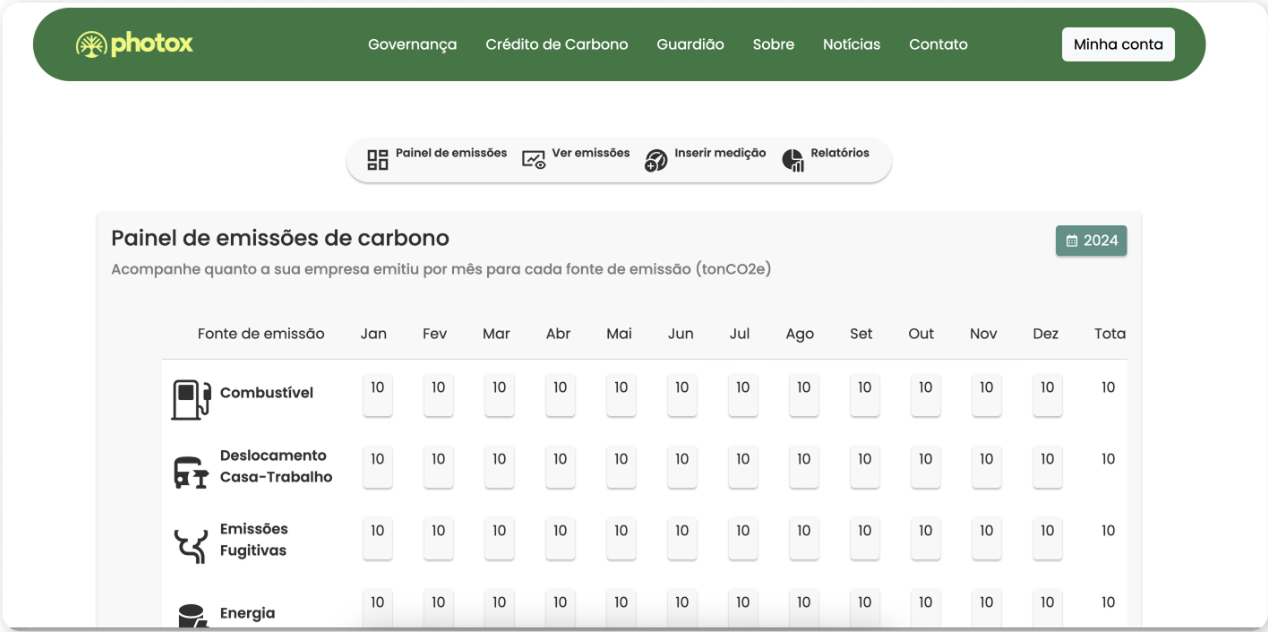 photox
Governança Crédito de Carbono Guardião Sobre Notícias Contato Minha conta
Painel de emissões Ver emissões Inserir medição Relatórios
Painel de emissões de carbono
2024
Acompanhe quanto a sua empresa emitiu por mês para cada fonte de emissão (tonCO2e)
Fonte de emissão Jan Fev Mar Abr Mai Jun Jul Ago Set Out Nov Dez Tota
Combustível 10 10 10 10 10 10 10 10 10 10 10 10 10
Deslocamento
Casa-Trabalho 10 10 10 10 10 10 10 10 10 10 10 10 10
Emissões
Fugitivas 10 10 10 10 10 10 10 10 10 10 10 10 10
Energia 10 10 10 10 10 10 10 10 10 10 10 10 10